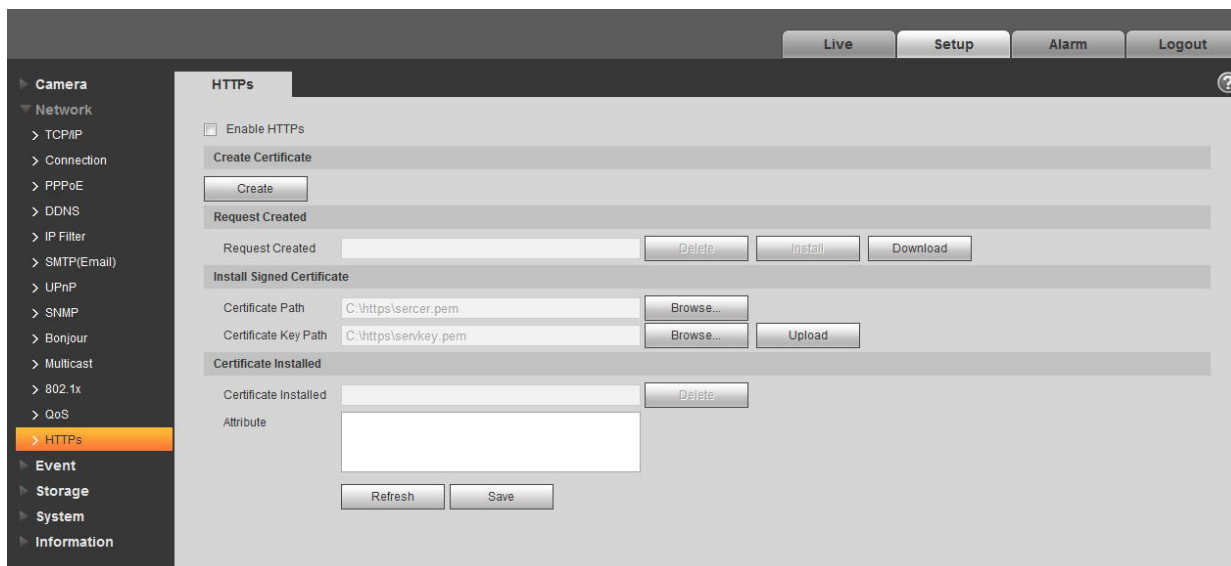 Live Setup Alarm Logout
Camera
Network
> TCP/IP
> Connection
> PPPoE
> DDNS
> IP Filter
> SMTP(Email)
> UPnP
> SNMP
> Bonjour
> Multicast
> 802.1x
> QoS
> HTTPs
Event
Storage
System
Information
HTTPs
?
Enable HTTPs
Create Certificate
Create
Request Created
Request Created Delete Install Download
Install Signed Certificate
Certificate Path C:\https\sercer.pem Browse...
Certificate Key Path C:\https\servkey.pem Browse... Upload
Certificate Installed
Certificate Installed Delete
Attribute
Refresh Save